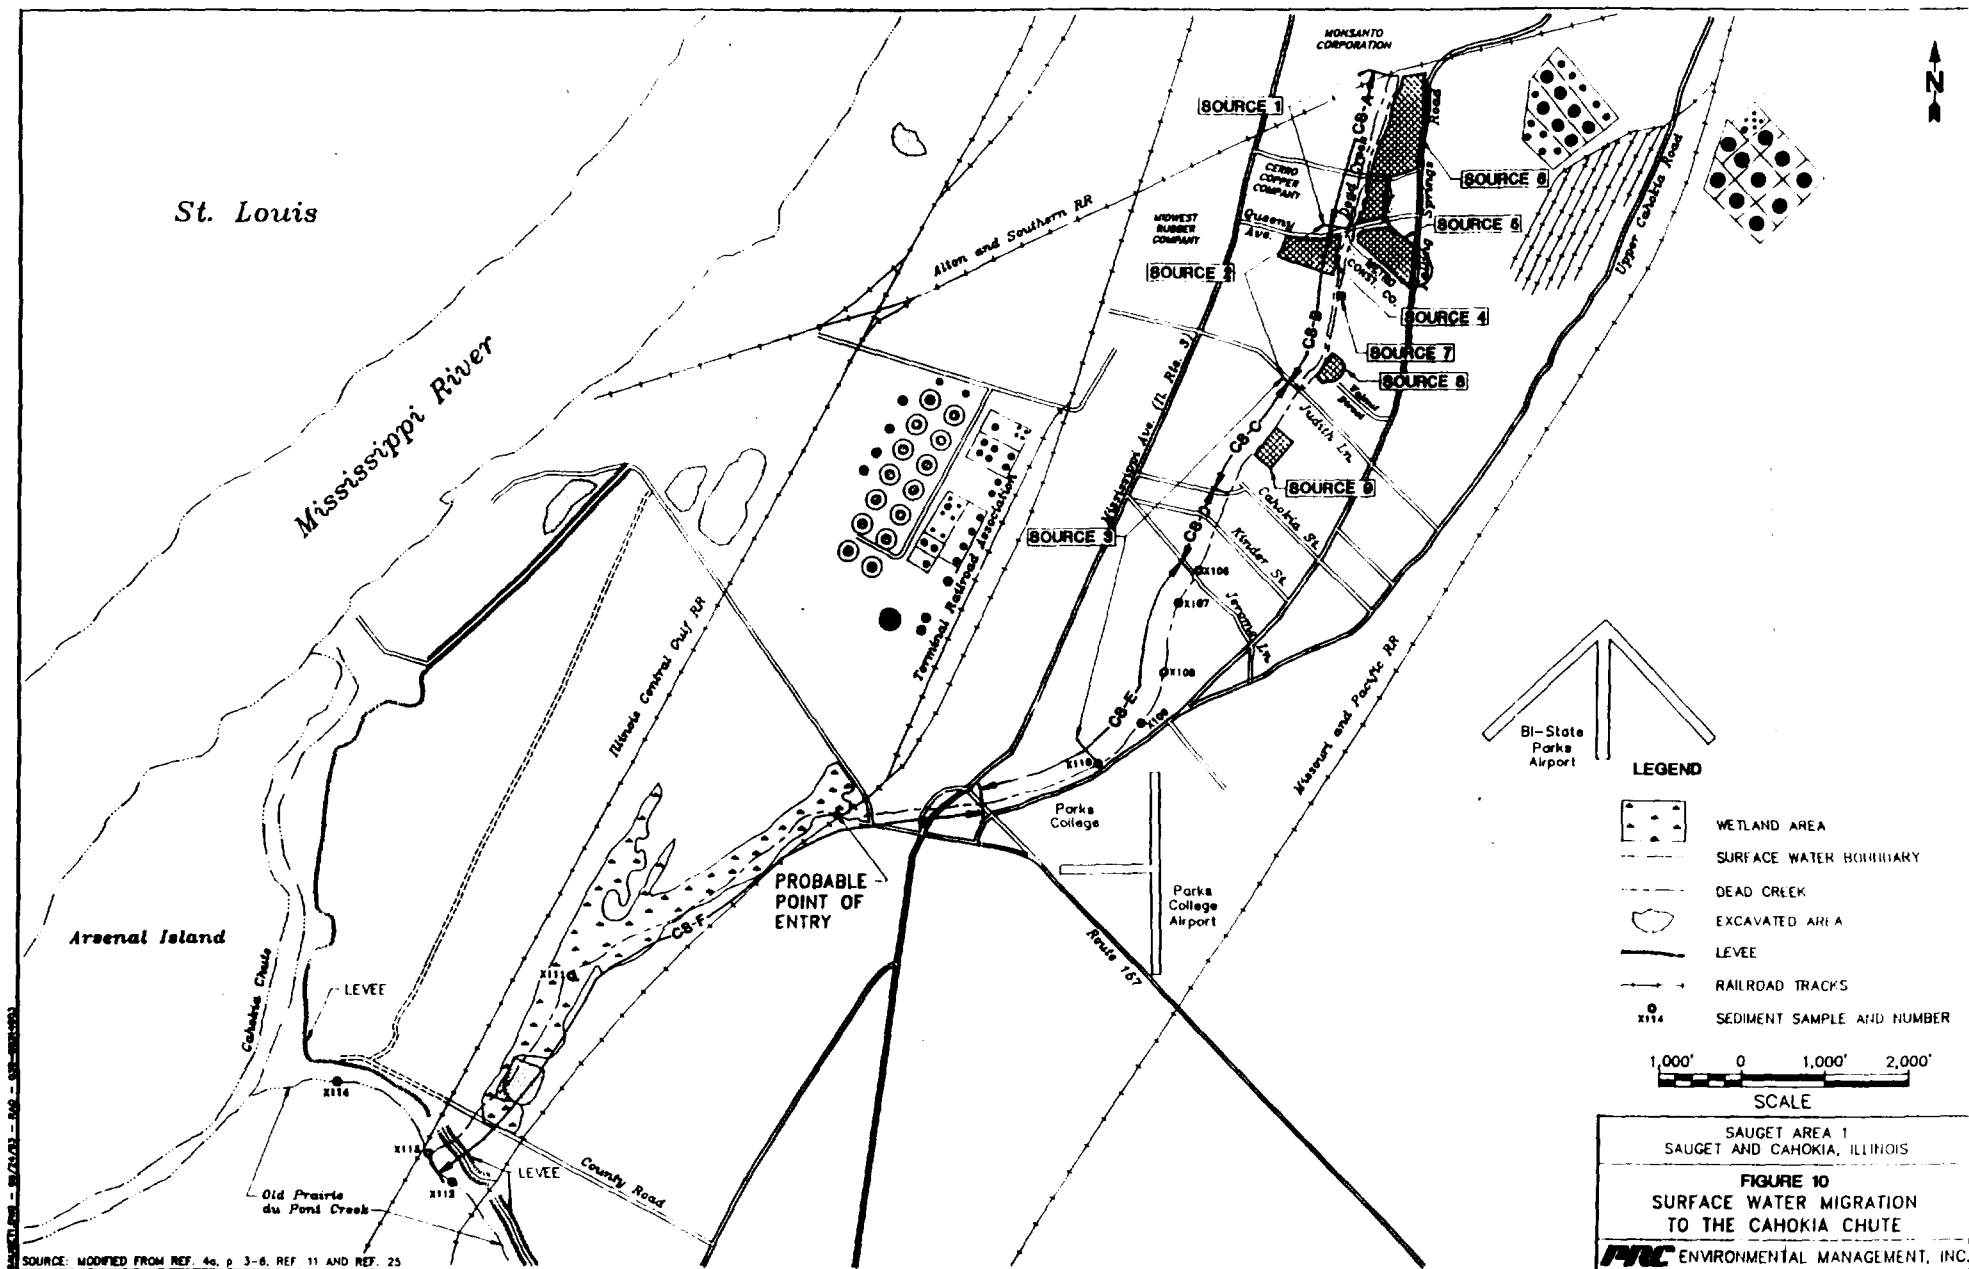 MONSANTO
CORPORATION
N
SOURCE 1
CS-A
Dead Creek
Road
CERRO
COPPER
COMPANY
SOURCE 6
Springs
St. Louis
MIDWEST
RUBBER
COMPANY
Queeny
Ave.
SOURCE 5
Alton and Southern RR
Upper Cahokia Road
SOURCE 2
METRO
CONST. CO.
Falling
SOURCE 4
CS-B
SOURCE 7
SOURCE 8
Walnut
Street
Mississippi River
Mississippi Ave. (Il. Rte. 3)
Judith Ln.
CS-C
SOURCE 9
Cahokia St.
CS-D
Kinder St.
SOURCE 3
Terminal Railroad Association
X106
X107
Jerome Ln.
Illinois Central Gulf RR
X108
CS-E
X109
Missouri and Pacific RR
Bi-State
Parks
Airport
X110
Parks
College
PROBABLE
POINT OF
ENTRY
Parks
College
Airport
CS-F
Arsenal Island
Route 157
X111
Cahokia Chute
LEVEE
X114
X113
LEVEE
X112
County Road
Old Prairie
du Pont Creek
LEGEND
WETLAND AREA
SURFACE WATER BOUNDARY
DEAD CREEK
EXCAVATED AREA
LEVEE
RAILROAD TRACKS
X114
SEDIMENT SAMPLE AND NUMBER
1,000' 0 1,000' 2,000'
SCALE
SAUGET AREA 1
SAUGET AND CAHOKIA, ILLINOIS
FIGURE 10
SURFACE WATER MIGRATION
TO THE CAHOKIA CHUTE
PRC ENVIRONMENTAL MANAGEMENT, INC.
SOURCE: MODIFIED FROM REF. 4a, p 3-6, REF. 11 AND REF. 25